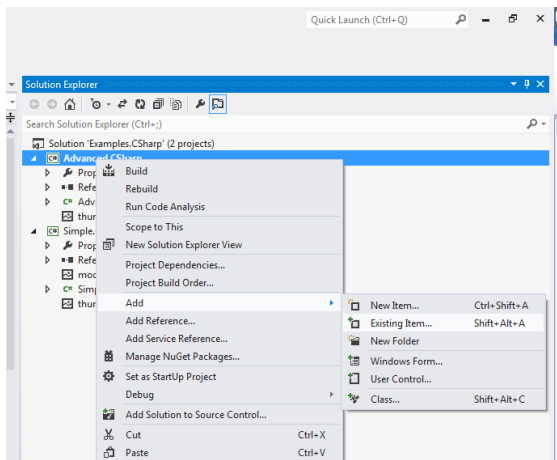 Quick Launch (Ctrl+Q)
Solution Explorer
Search Solution Explorer (Ctrl+;)
Solution 'Examples.CSharp' (2 projects)
C# Advanced.CSharp
Prop
Refe
C# Adv
thur
C# Simple.
Prop
Refe
moc
C# Simp
thur
Build
Rebuild
Run Code Analysis
Scope to This
New Solution Explorer View
Project Dependencies...
Project Build Order...
Add
Add Reference...
Add Service Reference...
Manage NuGet Packages...
Set as StartUp Project
Debug
Add Solution to Source Control...
Cut Ctrl+X
Paste Ctrl+V
New Item... Ctrl+Shift+A
Existing Item... Shift+Alt+A
New Folder
Windows Form...
User Control...
Class... Shift+Alt+C